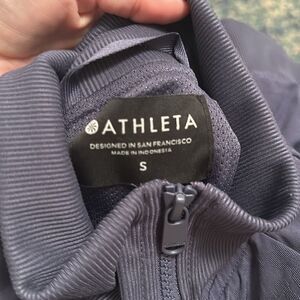 ATHLETA
DESIGNED IN SAN FRANCISCO
MADE IN INDONESIA
S